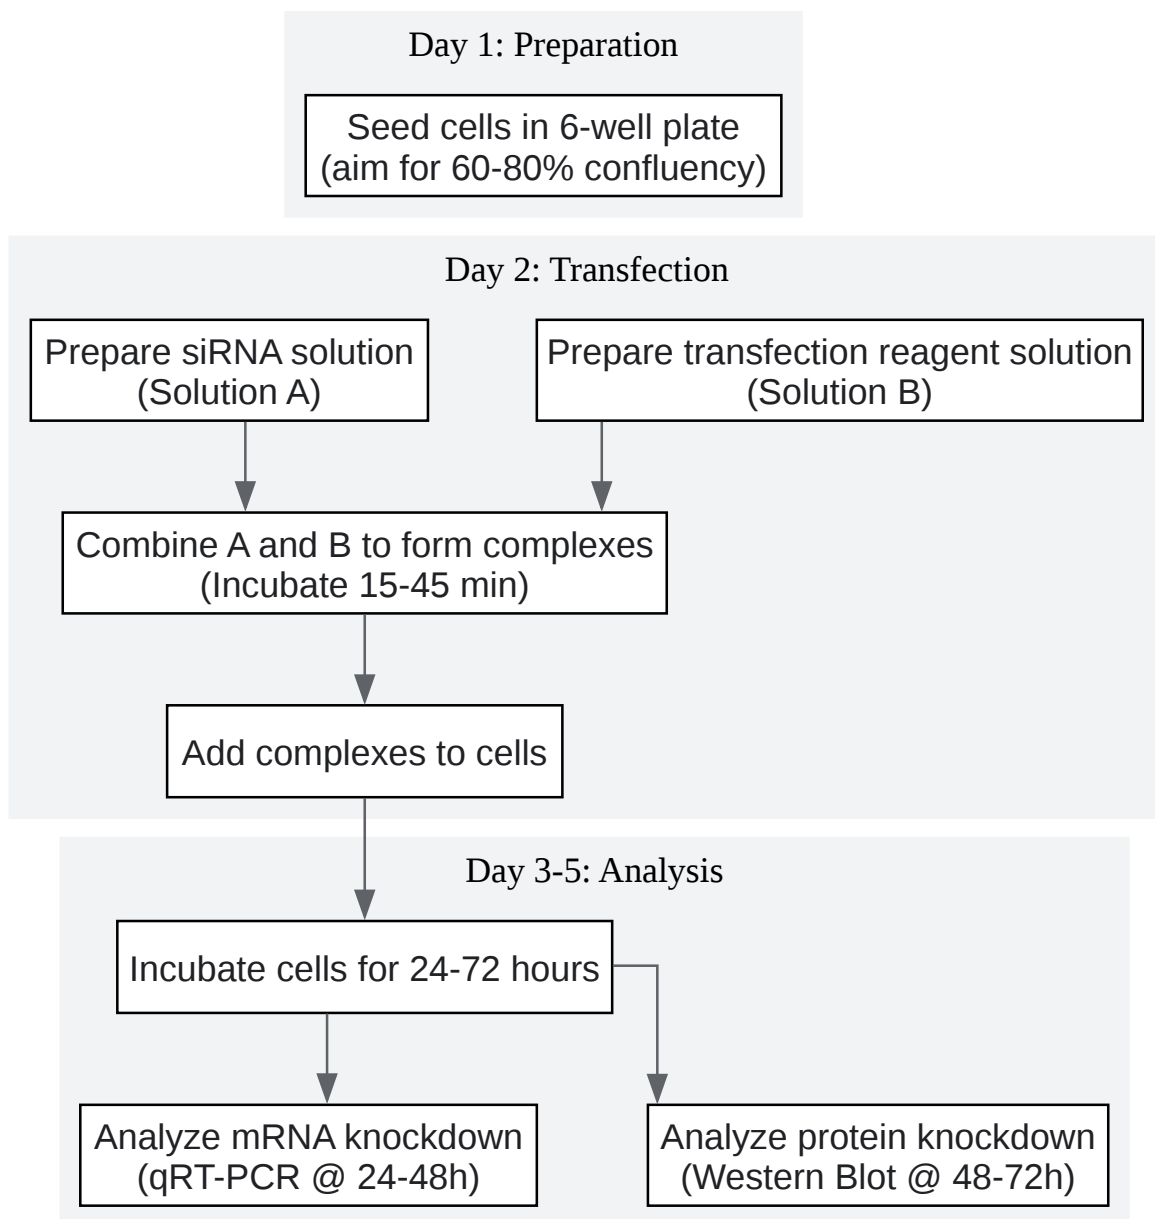 Day 1: Preparation
Seed cells in 6-well plate
(aim for 60-80% confluency)
Day 2: Transfection
Prepare siRNA solution
(Solution A)
Prepare transfection reagent solution
(Solution B)
Combine A and B to form complexes
(Incubate 15-45 min)
Add complexes to cells
Day 3-5: Analysis
Incubate cells for 24-72 hours
Analyze mRNA knockdown
(qRT-PCR @ 24-48h)
Analyze protein knockdown
(Western Blot @ 48-72h)